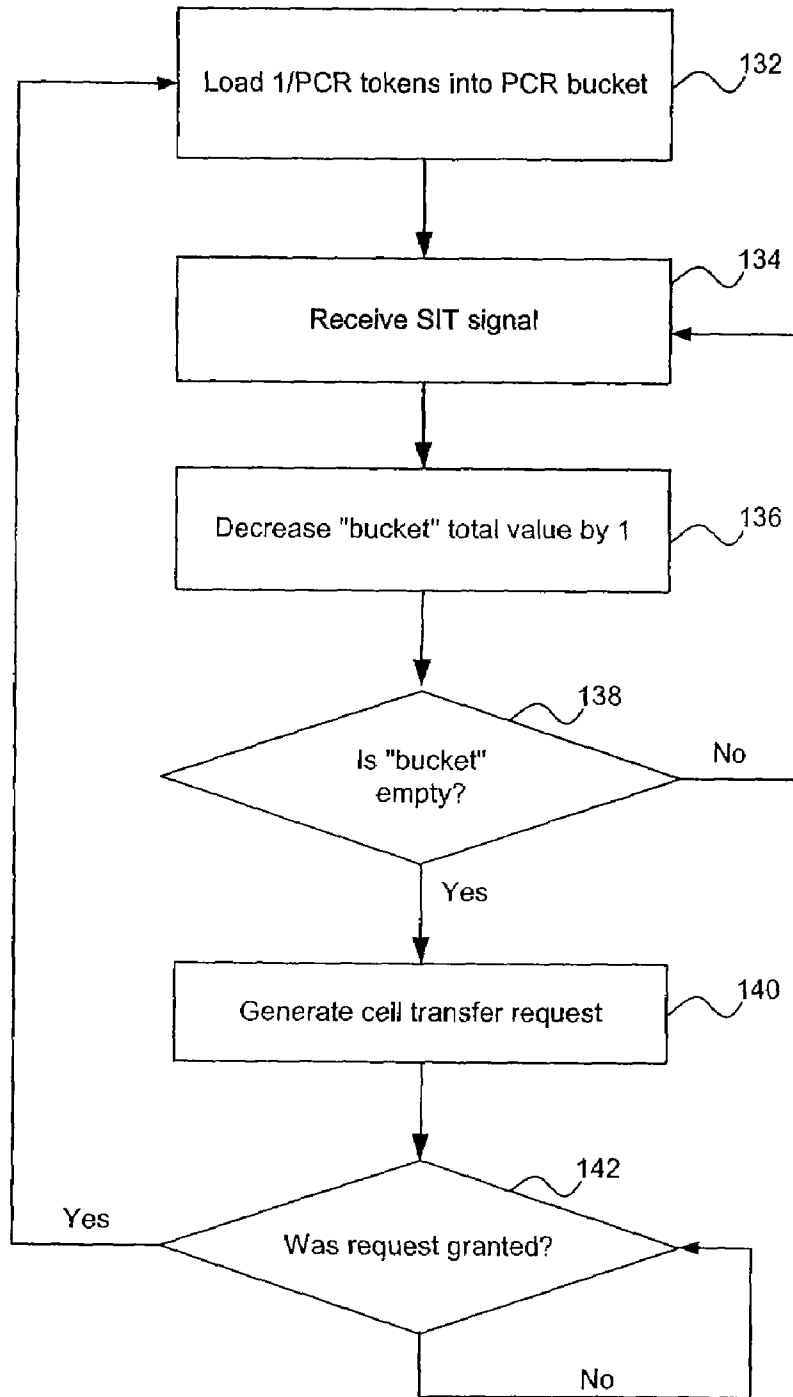 Load 1/PCR tokens into PCR bucket
132
134
Receive SIT signal
Decrease "bucket" total value by 1
136
138
Is "bucket"
empty?
No
Yes
Generate cell transfer request
140
142
Yes
Was request granted?
No